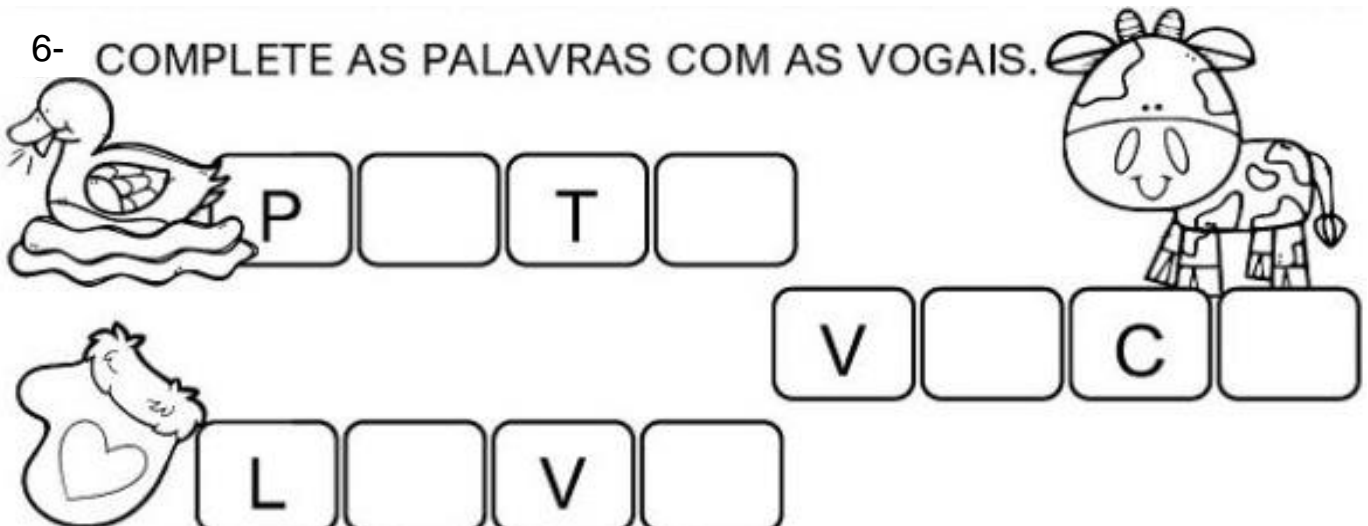 6- COMPLETE AS PALAVRAS COM AS VOGAIS.
P T
V C
L V